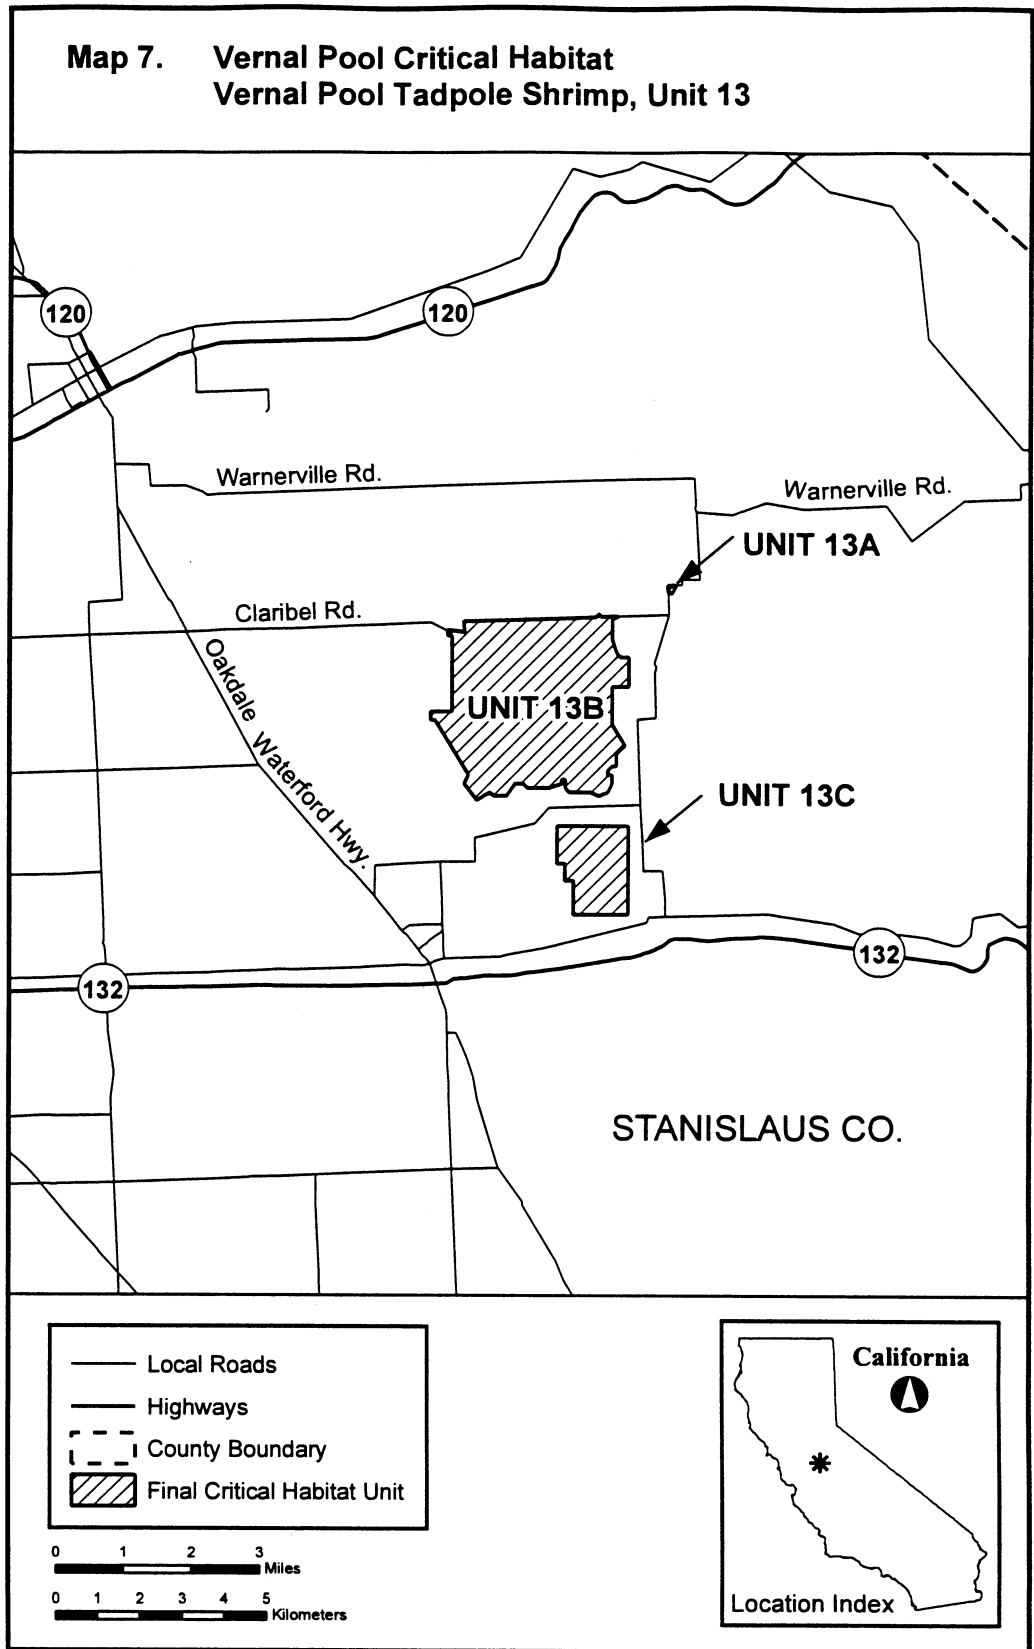 Map 7. Vernal Pool Critical Habitat
Vernal Pool Tadpole Shrimp, Unit 13
120
120
Warnerville Rd.
Warnerville Rd.
UNIT 13A
Claribel Rd.
Oakdale Waterford Hwy.
UNIT 13B
UNIT 13C
132
132
STANISLAUS CO.
Local Roads
Highways
County Boundary
Final Critical Habitat Unit
0 1 2 3
Miles
0 1 2 3 4 5
Kilometers
California
Location Index